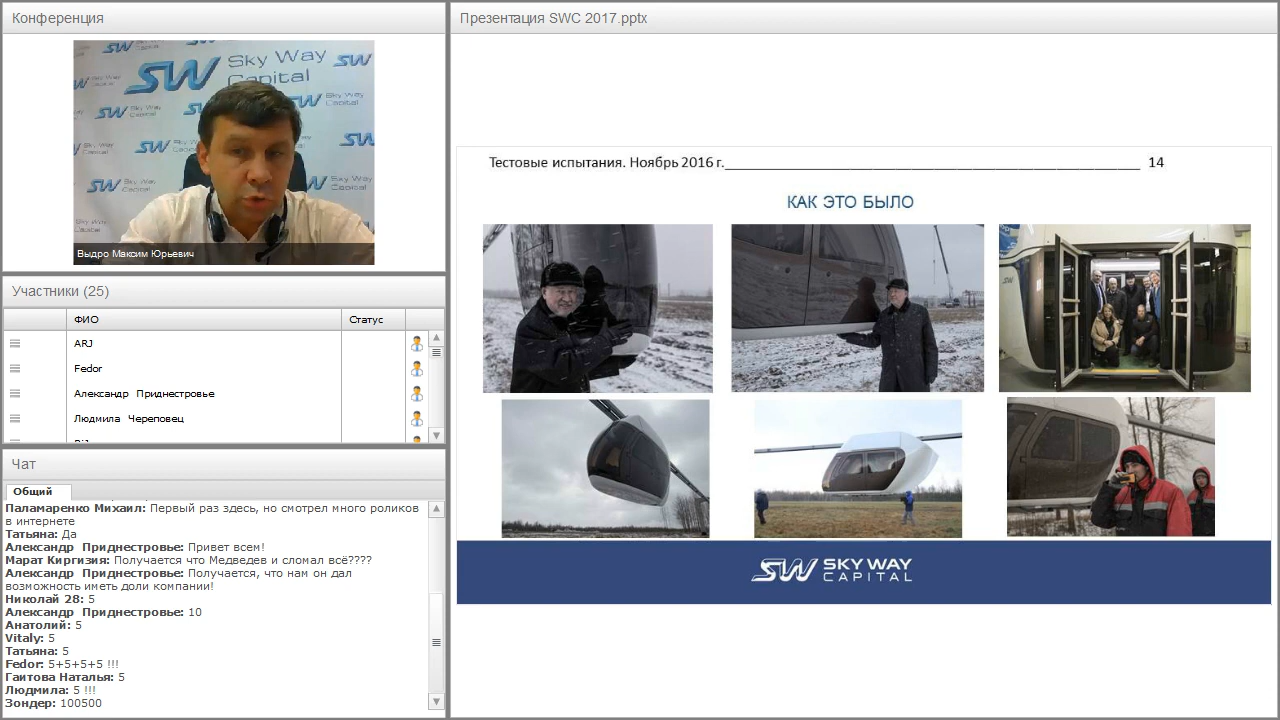 Конференция
SW Sky Way Capital
Выдро Максим Юрьевич
Участники (25)
ФИО Статус
ARJ
Fedor
Александр Приднестровье
Людмила Череповец
Чат
Общий
Паламаренко Михаил: Первый раз здесь, но смотрел много роликов
в интернете
Татьяна: Да
Александр Приднестровье: Привет всем!
Марат Киргизия: Получается что Медведев и сломал всё????
Александр Приднестровье: Получается, что нам он дал
возможность иметь доли компании!
Николай 28: 5
Александр Приднестровье: 10
Анатолий: 5
Vitaly: 5
Татьяна: 5
Fedor: 5+5+5+5 !!!
Гаитова Наталья: 5
Людмила: 5 !!!
Зондер: 100500
Презентация SWC 2017.pptx
Тестовые испытания. Ноябрь 2016 г. 14
КАК ЭТО БЫЛО
SW SKY WAY
CAPITAL